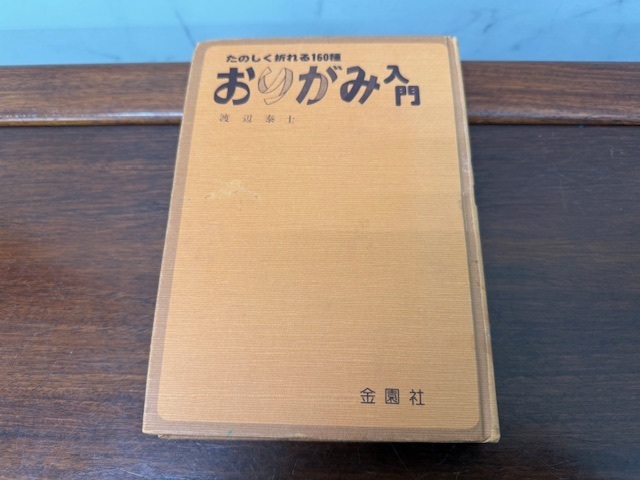 たのしく折れる160種
おりがみ入門
渡辺泰士
金園社